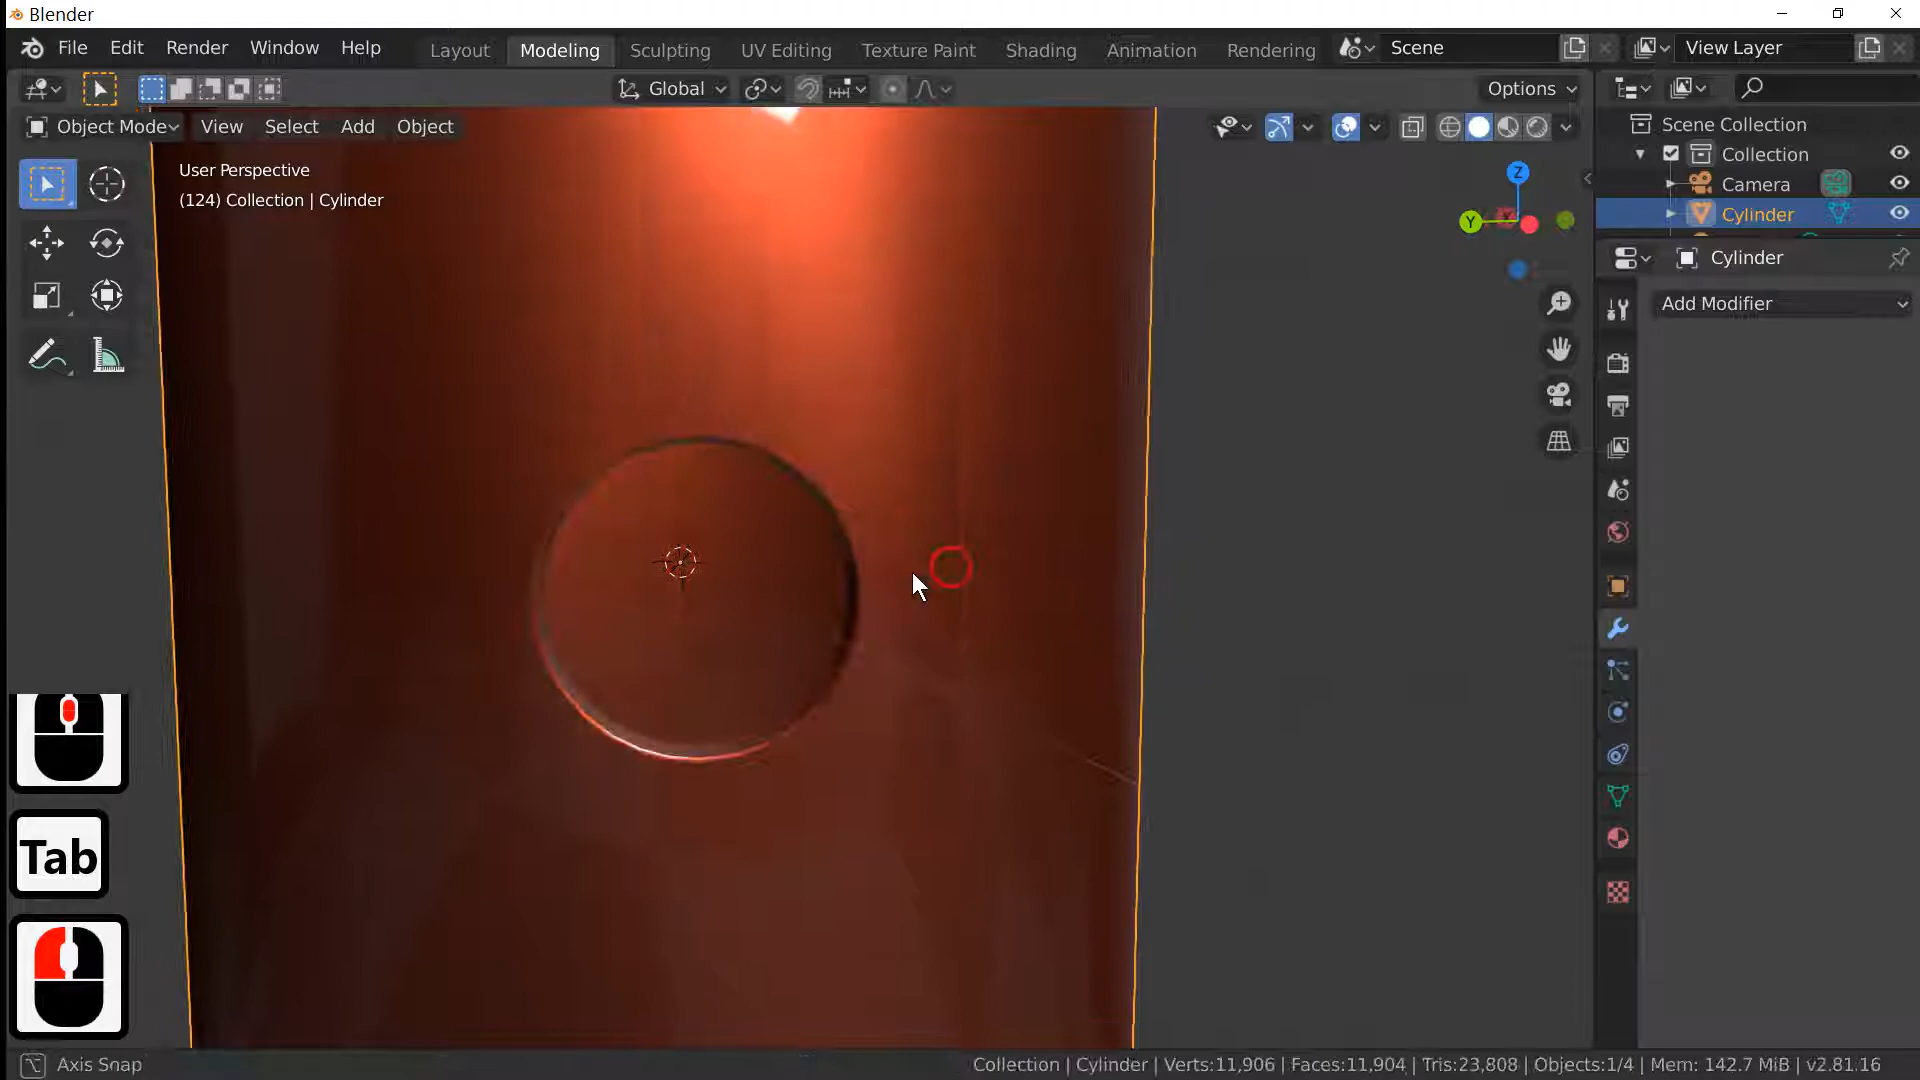 Blender
File Edit Render Window Help
Layout Modeling Sculpting UV Editing Texture Paint Shading Animation Rendering
Scene
View Layer
Global
Options
Object Mode View Select Add Object
User Perspective
(124) Collection | Cylinder
Z
Y
Scene Collection
Collection
Camera
Cylinder
Cylinder
Add Modifier
Tab
Axis Snap
Collection | Cylinder | Verts:11,906 | Faces:11,904 | Tris:23,808 | Objects:1/4 | Mem: 142.7 MiB | v2.81.16